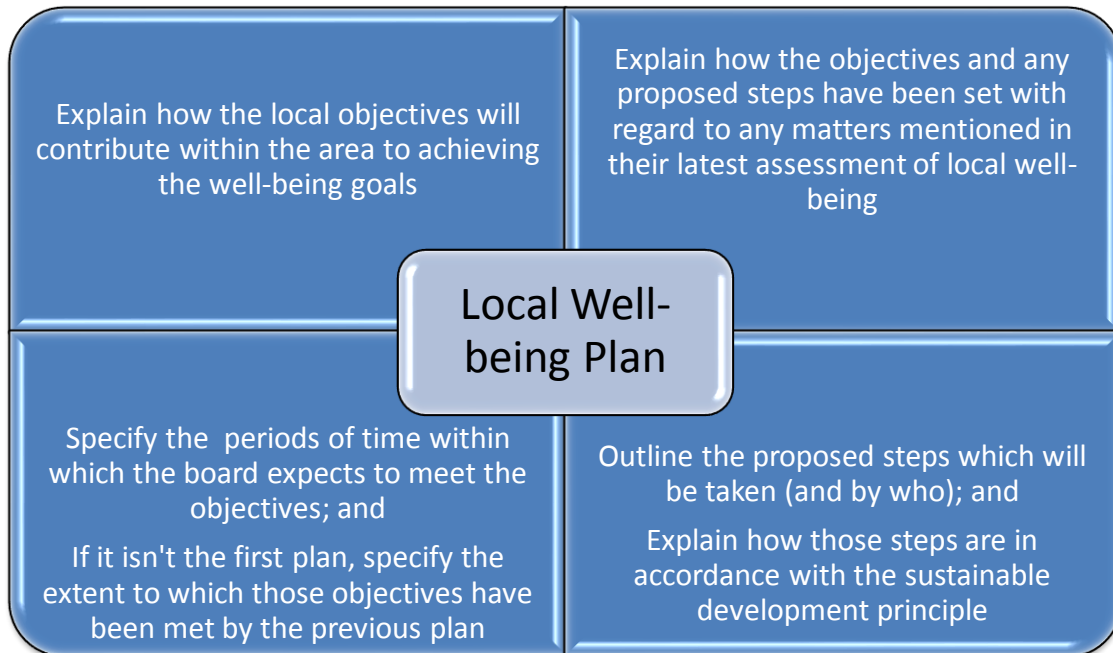 Explain how the local objectives will
contribute within the area to achieving
the well-being goals
Explain how the objectives and any
proposed steps have been set with
regard to any matters mentioned in
their latest assessment of local well-
being
Local Well-
being Plan
Specify the periods of time within
which the board expects to meet the
objectives; and
If it isn't the first plan, specify the
extent to which those objectives have
been met by the previous plan
Outline the proposed steps which will
be taken (and by who); and
Explain how those steps are in
accordance with the sustainable
development principle